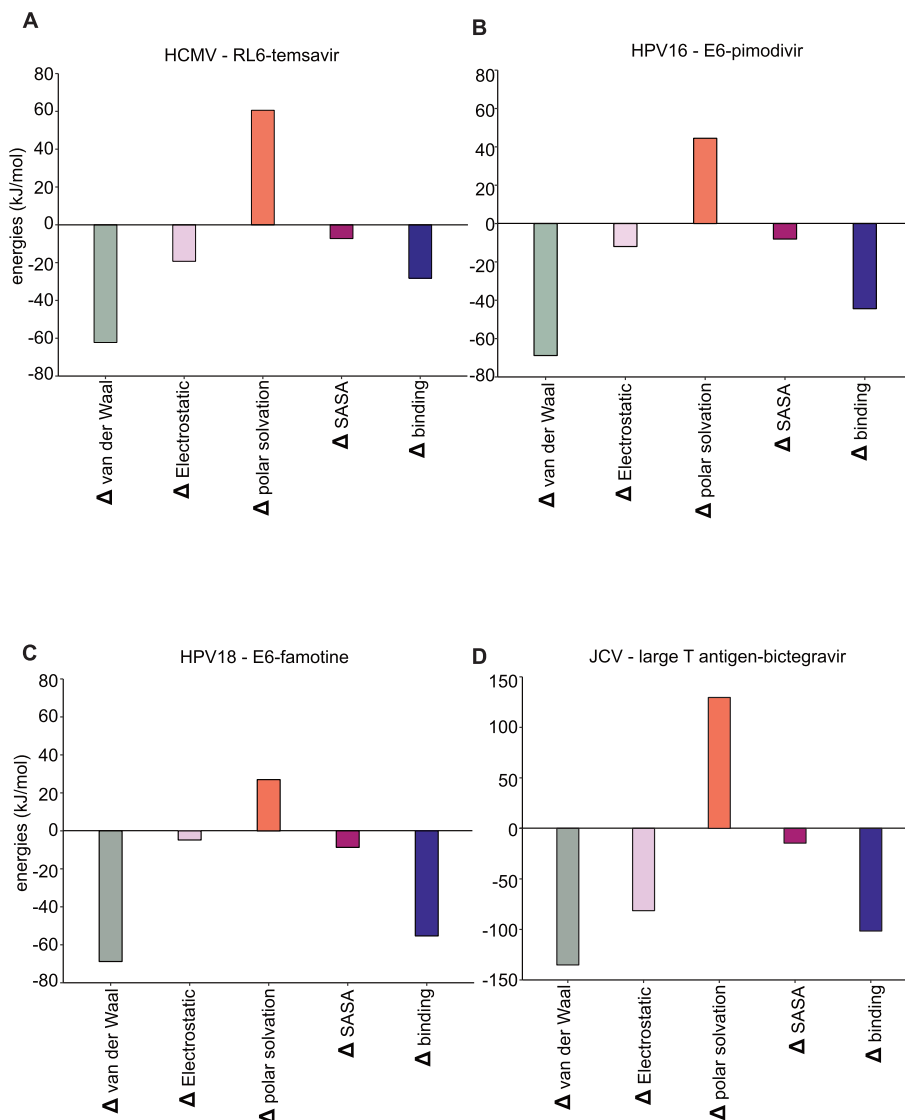 A
HCMV - RL6-temsavir
energies (kJ/mol)
80
60
40
20
0
-20
-40
-60
-80
Δ van der Waal
Δ Electrostatic
Δ polar solvation
Δ SASA
Δ binding
B
HPV16 - E6-pimodivir
80
60
40
20
0
-20
-40
-60
-80
Δ van der Waal
Δ Electrostatic
Δ polar solvation
Δ SASA
Δ binding
C
HPV18 - E6-famotine
energies (kJ/mol)
80
60
40
20
0
-20
-40
-60
-80
Δ van der Waal
Δ Electrostatic
Δ polar solvation
Δ SASA
Δ binding
D
JCV - large T antigen-bictegravir
150
100
50
0
-50
-100
-150
Δ van der Waal
Δ Electrostatic
Δ polar solvation
Δ SASA
Δ binding